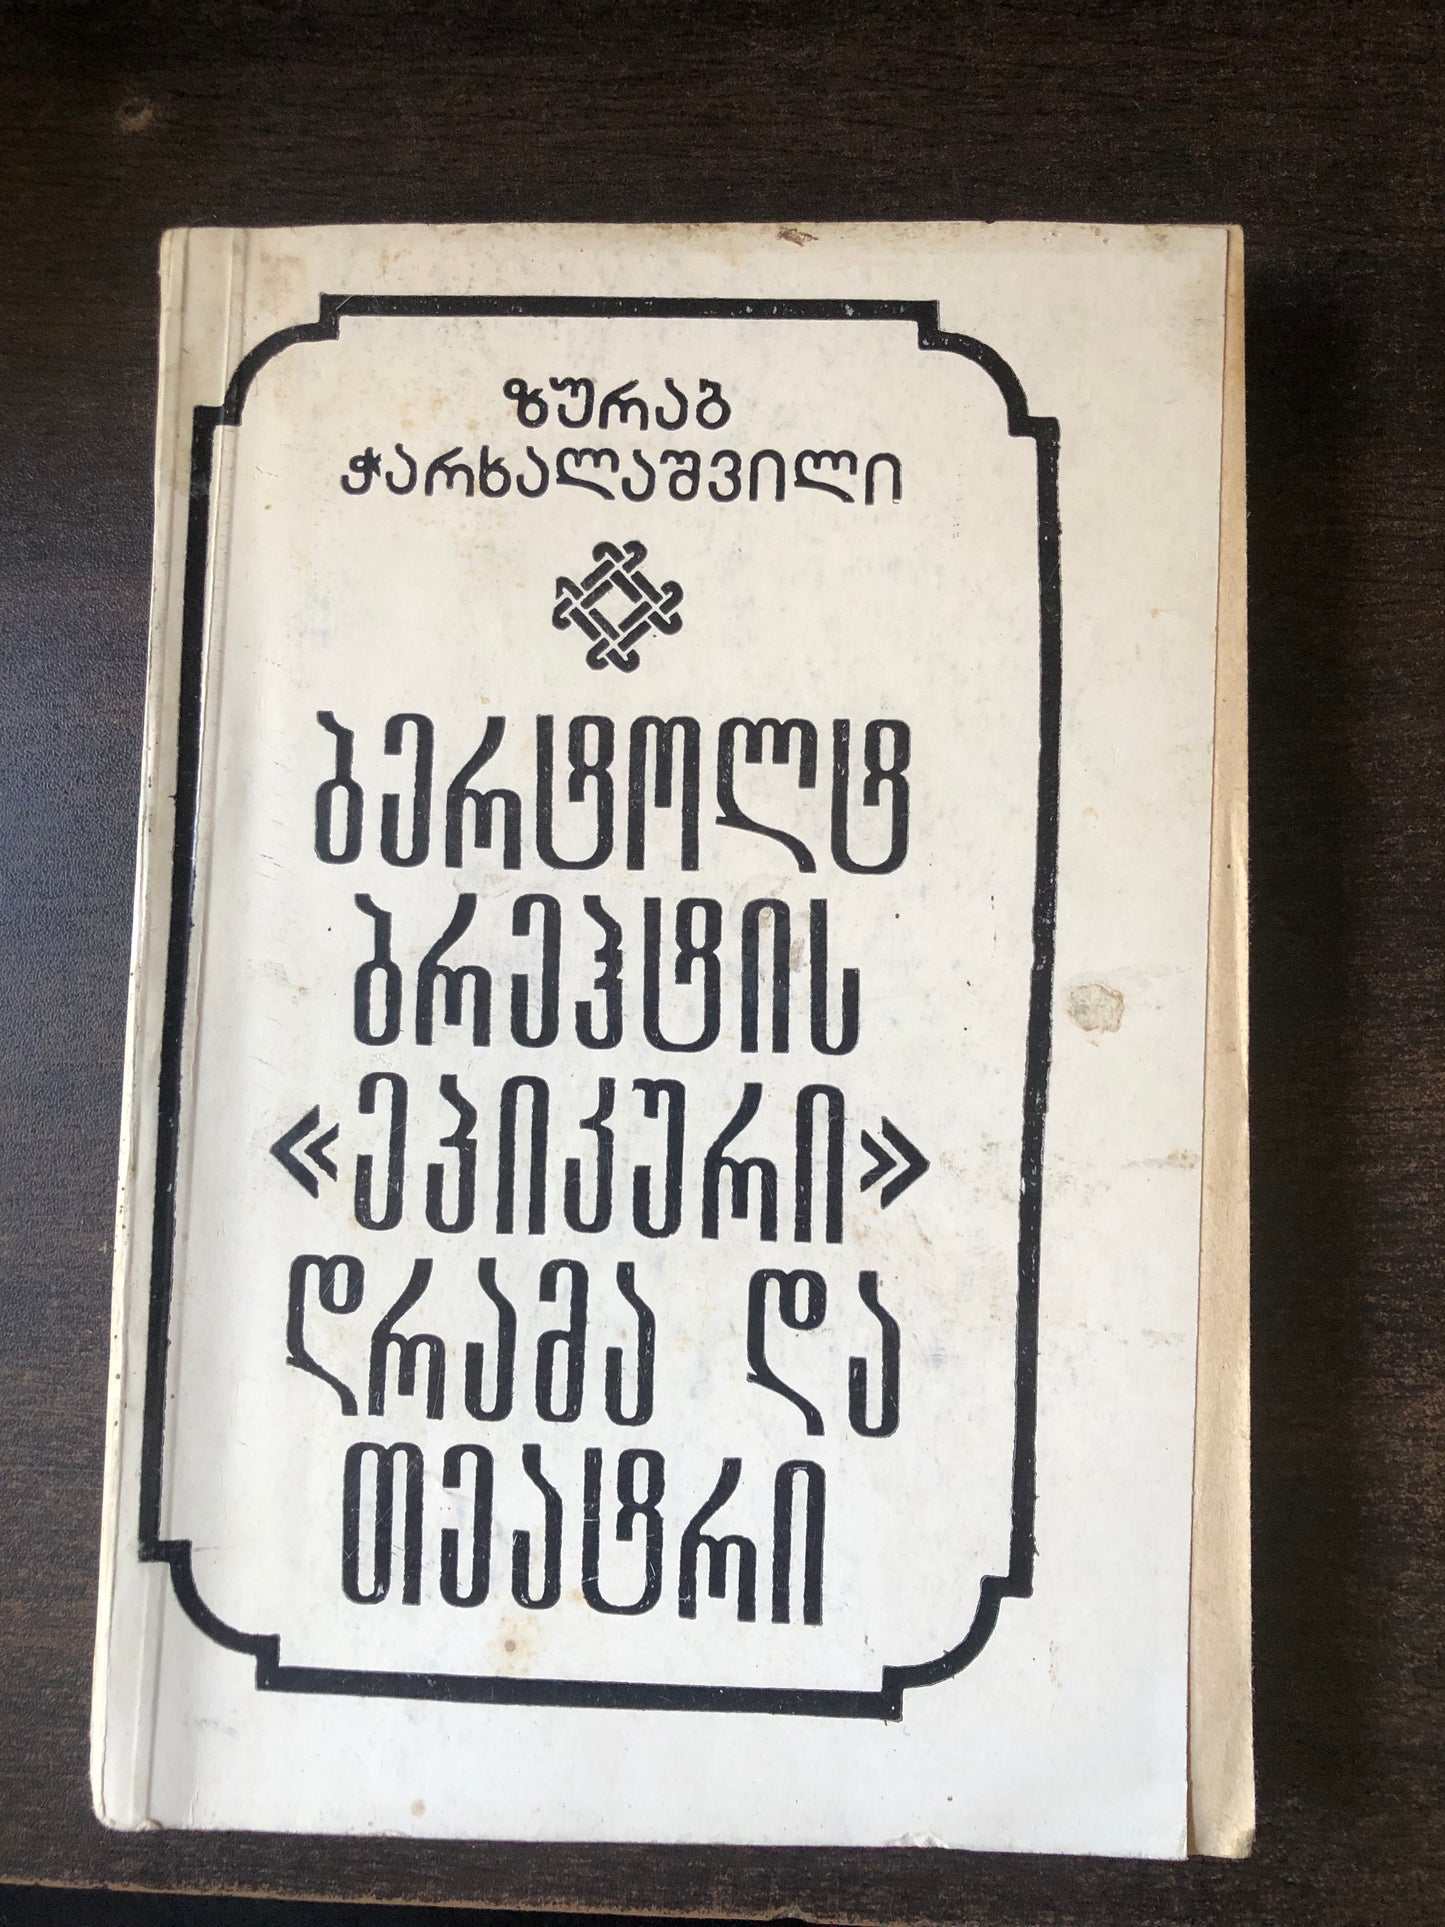 ზურაბ
ჭარხალაშვილი
ბერტოლტ
ბრეჰტის
«ეპიკური»
დრამა და
თეატრი